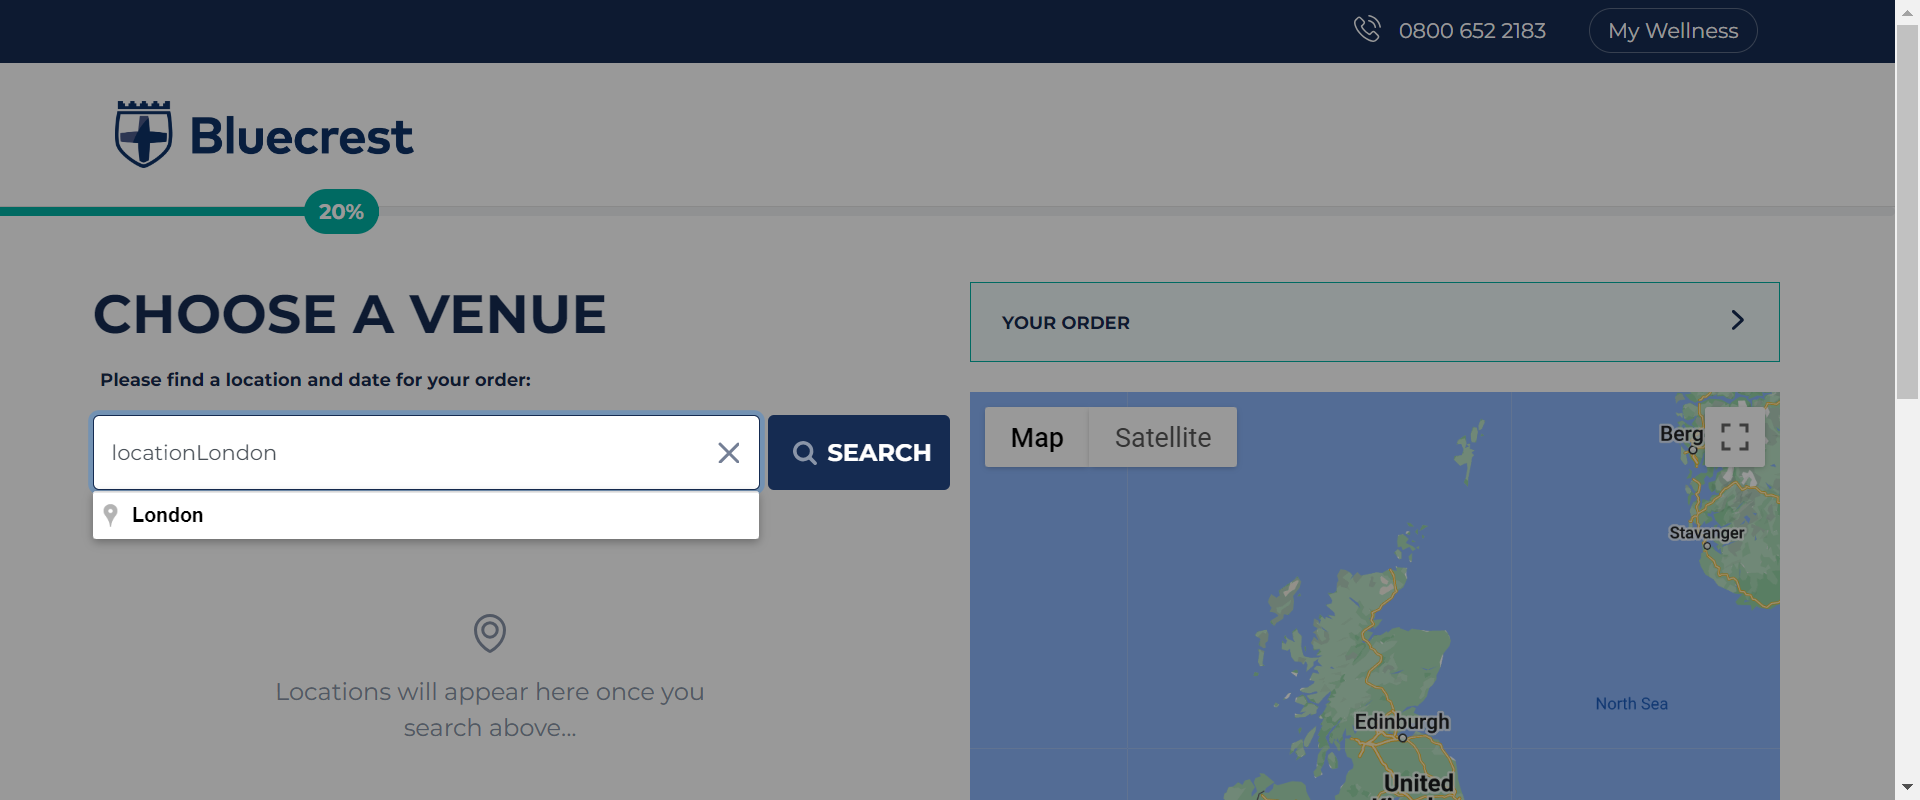 0800 652 2183
My Wellness
Bluecrest
20%
CHOOSE A VENUE
Please find a location and date for your order:
locationLondon
SEARCH
London
Locations will appear here once you
search above...
YOUR ORDER
Map
Satellite
Berg
Stavanger
North Sea
Edinburgh
United